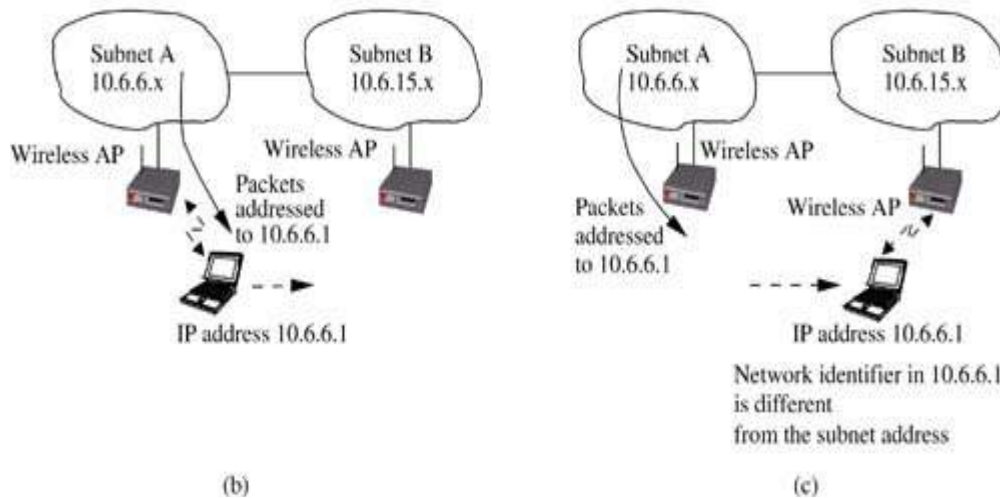 Subnet A
10.6.6.x
Subnet B
10.6.15.x
Wireless AP
Wireless AP
Packets
addressed
to 10.6.6.1
IP address 10.6.6.1
(b)
Subnet A
10.6.6.x
Subnet B
10.6.15.x
Wireless AP
Packets
addressed
to 10.6.6.1
Wireless AP
IP address 10.6.6.1
Network identifier in 10.6.6.1
is different
from the subnet address
(c)